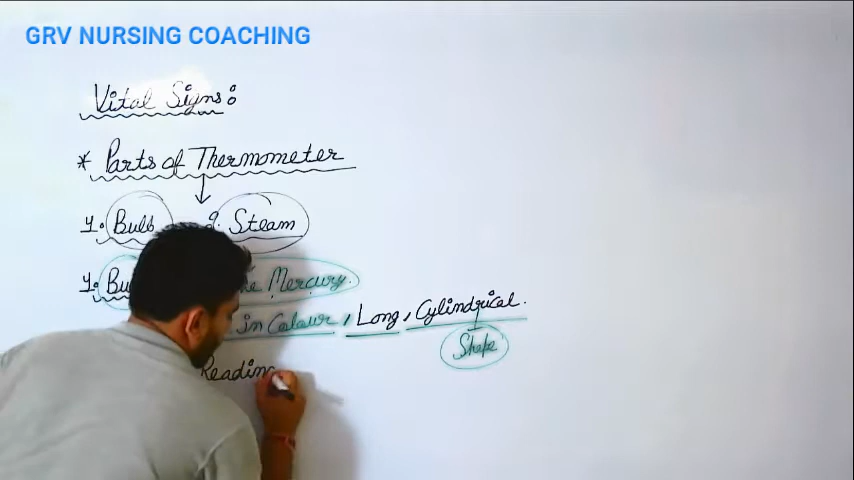 GRV NURSING COACHING
Vital Signs:
* Parts of Thermometer
1. Bulb 2. Steam
1. Bu Mercury.
in Colour, Long, Cylindrical.
Shape
Reading